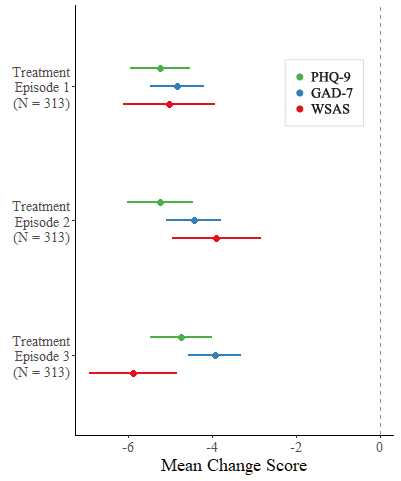 Treatment
Episode 1
(N = 313)
PHQ-9
GAD-7
WSAS
Treatment
Episode 2
(N = 313)
Treatment
Episode 3
(N = 313)
-6 -4 -2 0
Mean Change Score